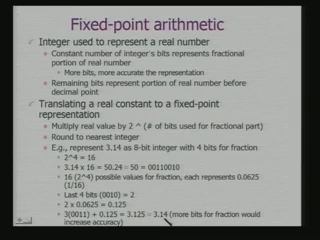 Fixed-point arithmetic
Integer used to represent a real number
Constant number of integer's bits represents fractional
portion of real number
More bits, more accurate the representation
Remaining bits represent portion of real number before
decimal point
Translating a real constant to a fixed-point
representation
Multiply real value by 2 ^ (# of bits used for fractional part)
Round to nearest integer
E.g., represent 3.14 as 8-bit integer with 4 bits for fraction
2^4 = 16
3.14 x 16 = 50.24 ≈ 50 = 00110010
16 (2^4) possible values for fraction, each represents 0.0625
(1/16)
Last 4 bits (0010) = 2
2 x 0.0625 = 0.125
3(0011) + 0.125 = 3.125 ≈ 3.14 (more bits for fraction would
increase accuracy)